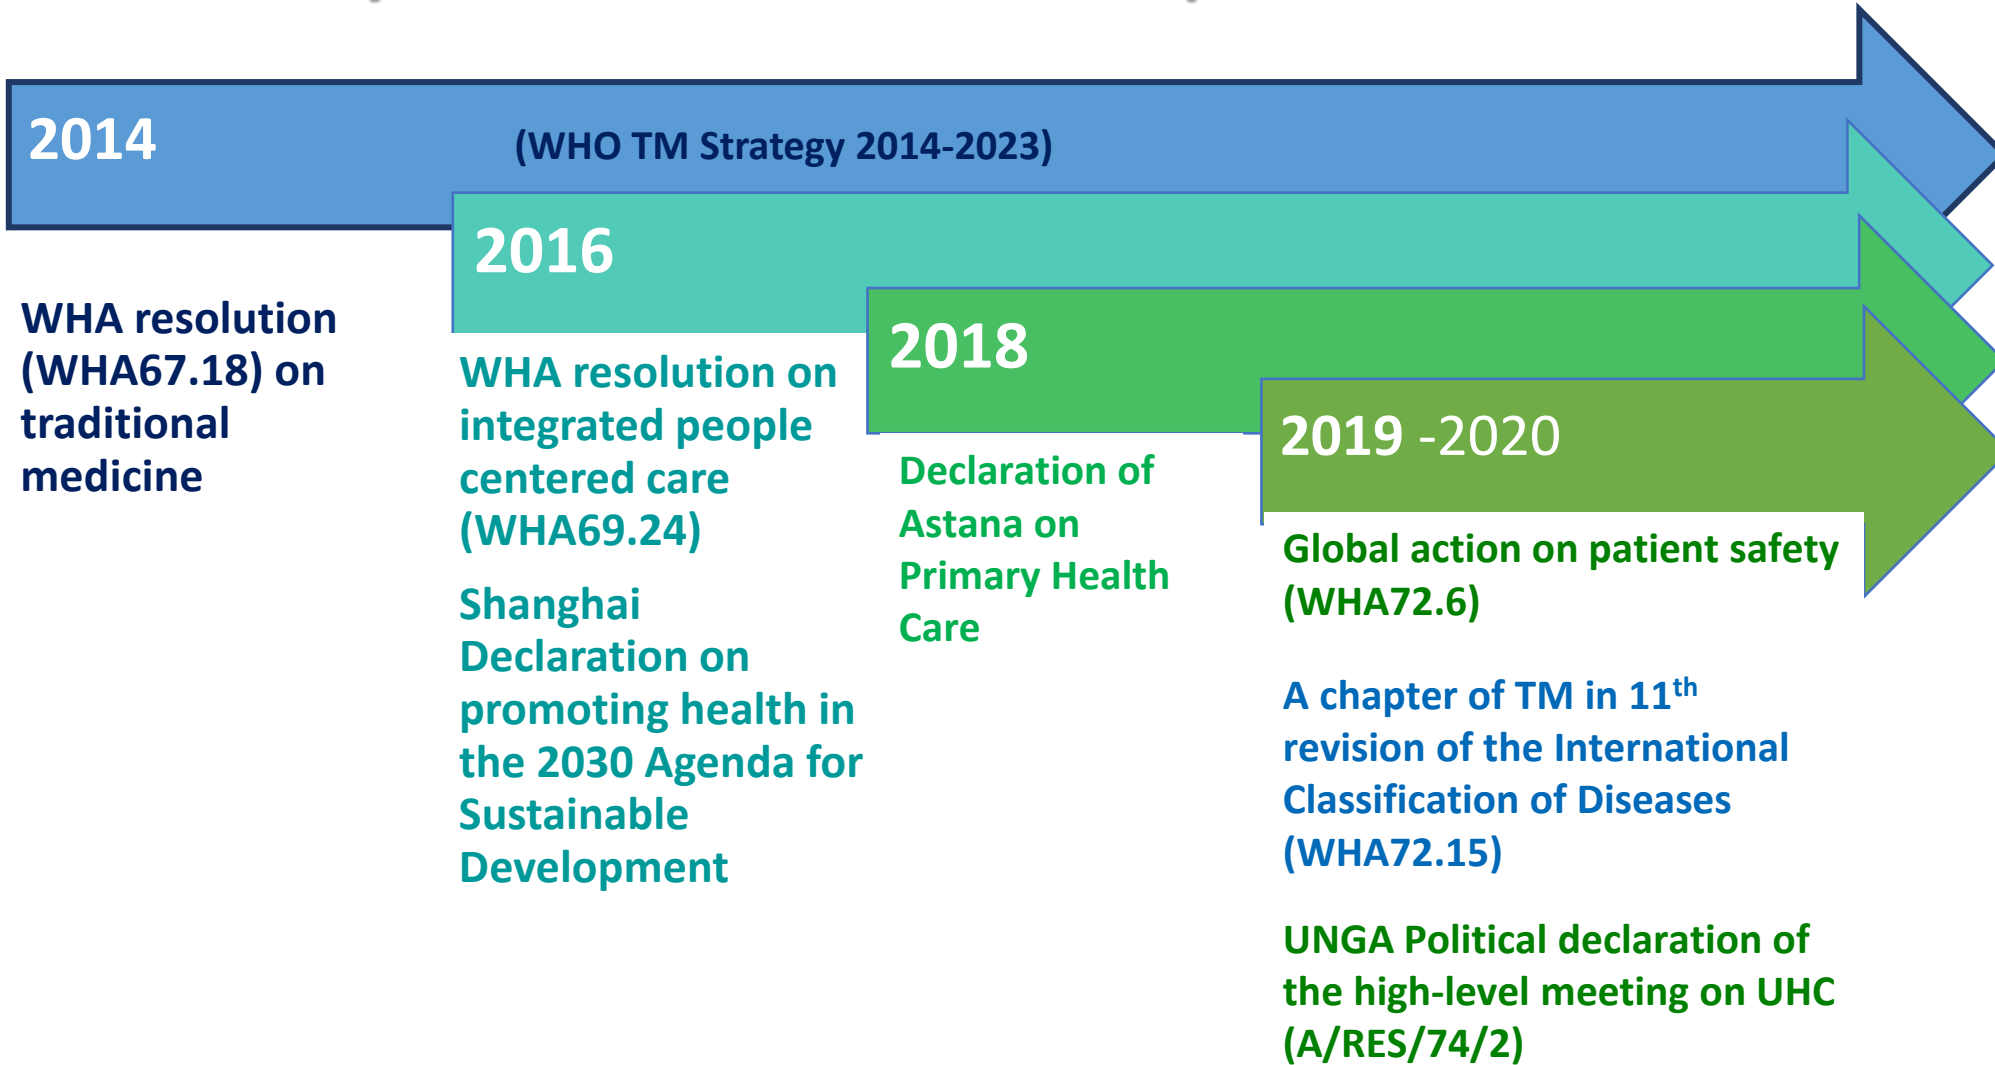 2014
(WHO TM Strategy 2014-2023)
WHA resolution
(WHA67.18) on
traditional
medicine
2016
WHA resolution on
integrated people
centered care
(WHA69.24)
Shanghai
Declaration on
promoting health in
the 2030 Agenda for
Sustainable
Development
2018
Declaration of
Astana on
Primary Health
Care
2019 -2020
Global action on patient safety
(WHA72.6)
A chapter of TM in 11th
revision of the International
Classification of Diseases
(WHA72.15)
UNGA Political declaration of
the high-level meeting on UHC
(A/RES/74/2)